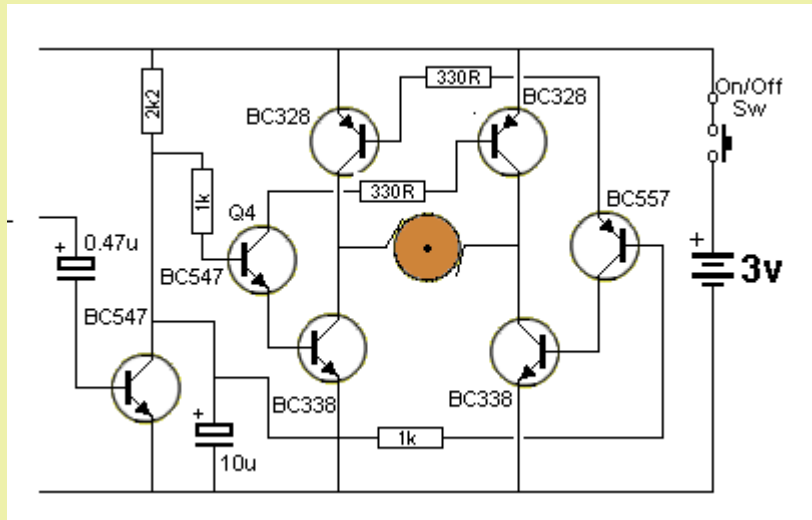 330R
On/Off
Sw
BC328
BC328
2k2
330R
BC557
1k
Q4
+
0.47u
BC547
+
3v
BC547
BC338
BC338
+
1k
10u